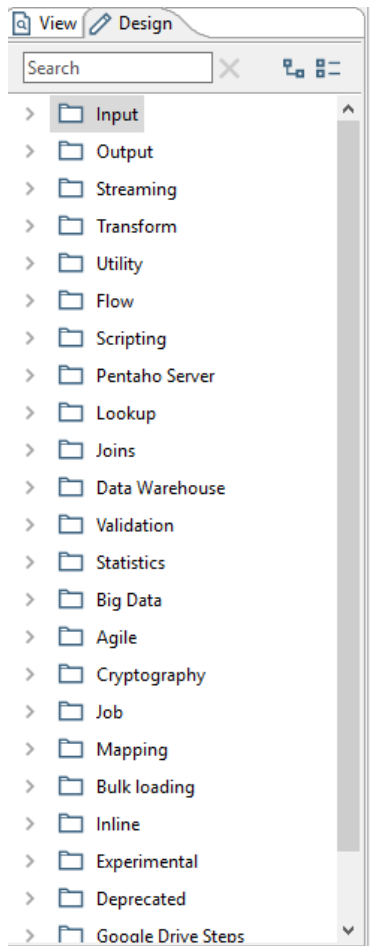 View Design
Search
Input
Output
Streaming
Transform
Utility
Flow
Scripting
Pentaho Server
Lookup
Joins
Data Warehouse
Validation
Statistics
Big Data
Agile
Cryptography
Job
Mapping
Bulk loading
Inline
Experimental
Deprecated
Google Drive Steps